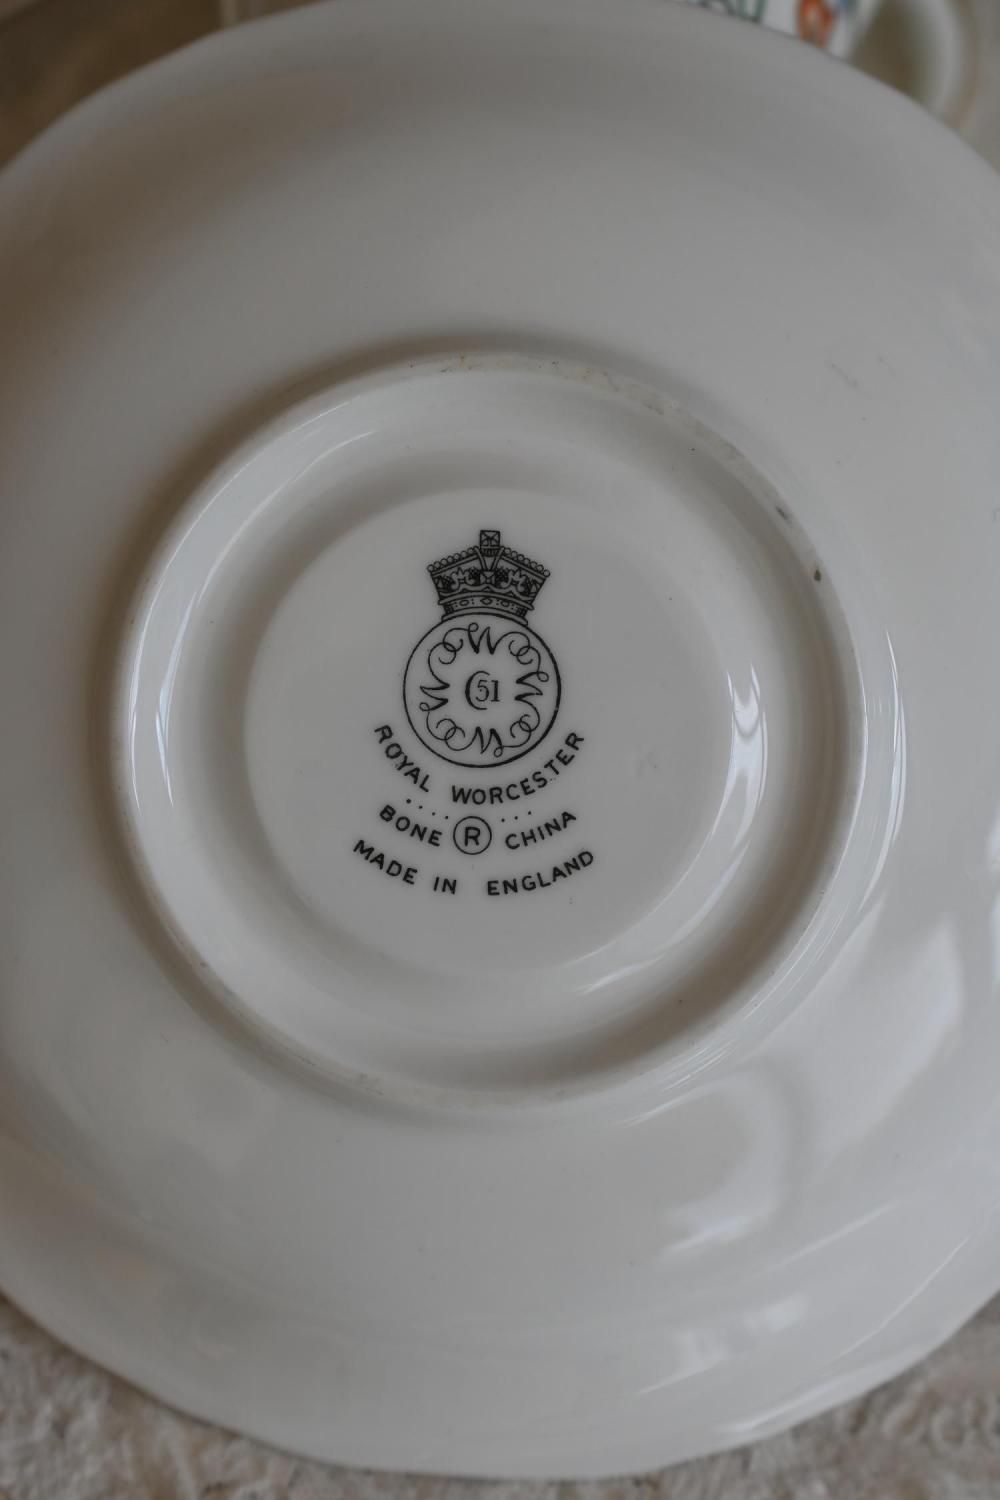 51
ROYAL WORCESTER
BONE ® CHINA
MADE IN ENGLAND